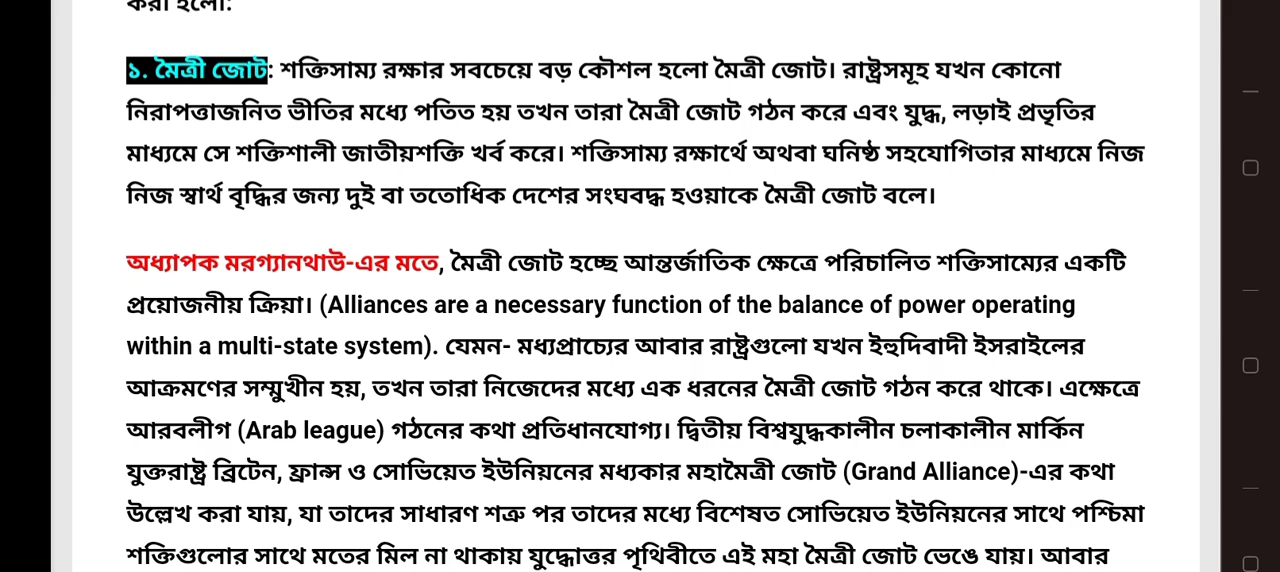 করা হলো:
১. মৈত্রী জোট: শক্তিসাম্য রক্ষার সবচেয়ে বড় কৌশল হলো মৈত্রী জোট। রাষ্ট্রসমূহ যখন কোনো
নিরাপত্তাজনিত ভীতির মধ্যে পতিত হয় তখন তারা মৈত্রী জোট গঠন করে এবং যুদ্ধ, লড়াই প্রভৃতির
মাধ্যমে সে শক্তিশালী জাতীয়শক্তি খর্ব করে। শক্তিসাম্য রক্ষার্থে অথবা ঘনিষ্ঠ সহযোগিতার মাধ্যমে নিজ
নিজ স্বার্থ বৃদ্ধির জন্য দুই বা ততোধিক দেশের সংঘবদ্ধ হওয়াকে মৈত্রী জোট বলে।
অধ্যাপক মরগ্যানথাউ-এর মতে, মৈত্রী জোট হচ্ছে আন্তর্জাতিক ক্ষেত্রে পরিচালিত শক্তিসাম্যের একটি
প্রয়োজনীয় ক্রিয়া। (Alliances are a necessary function of the balance of power operating
within a multi-state system). যেমন- মধ্যপ্রাচ্যের আবার রাষ্ট্রগুলো যখন ইহুদিবাদী ইসরাইলের
আক্রমণের সম্মুখীন হয়, তখন তারা নিজেদের মধ্যে এক ধরনের মৈত্রী জোট গঠন করে থাকে। এক্ষেত্রে
আরবলীগ (Arab league) গঠনের কথা প্রতিধানযোগ্য। দ্বিতীয় বিশ্বযুদ্ধকালীন চলাকালীন মার্কিন
যুক্তরাষ্ট্র ব্রিটেন, ফ্রান্স ও সোভিয়েত ইউনিয়নের মধ্যকার মহামৈত্রী জোট (Grand Alliance)-এর কথা
উল্লেখ করা যায়, যা তাদের সাধারণ শত্রু পর তাদের মধ্যে বিশেষত সোভিয়েত ইউনিয়নের সাথে পশ্চিমা
শক্তিগুলোর সাথে মতের মিল না থাকায় যুদ্ধোত্তর পৃথিবীতে এই মহা মৈত্রী জোট ভেঙে যায়। আবার